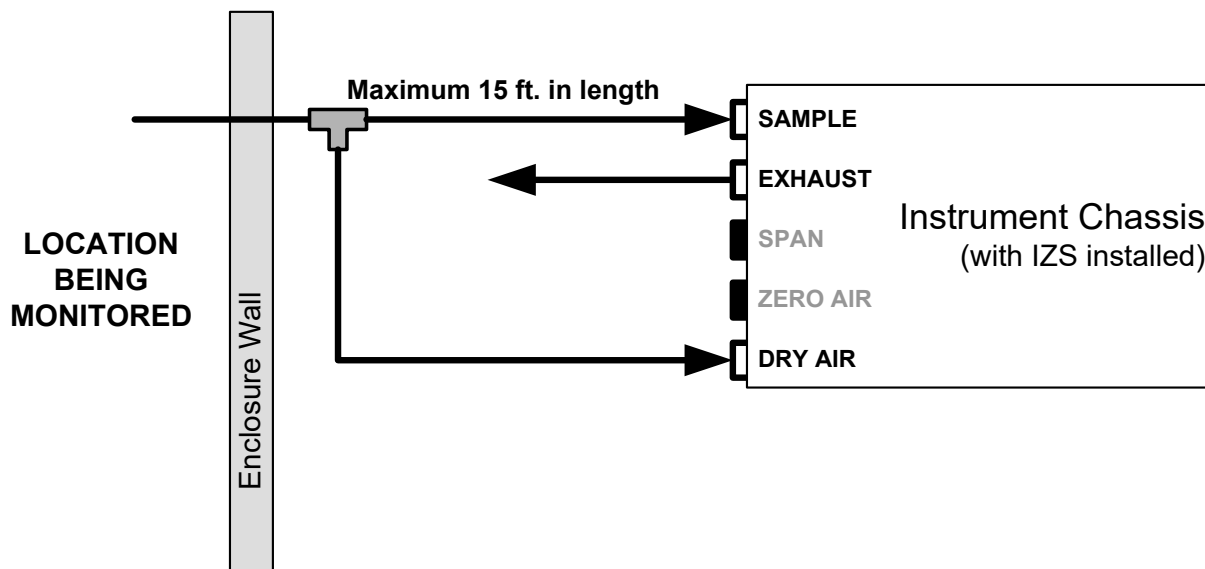 Maximum 15 ft. in length
SAMPLE
EXHAUST
SPAN
ZERO AIR
DRY AIR
Instrument Chassis
(with IZS installed)
LOCATION
BEING
MONITORED
Enclosure Wall